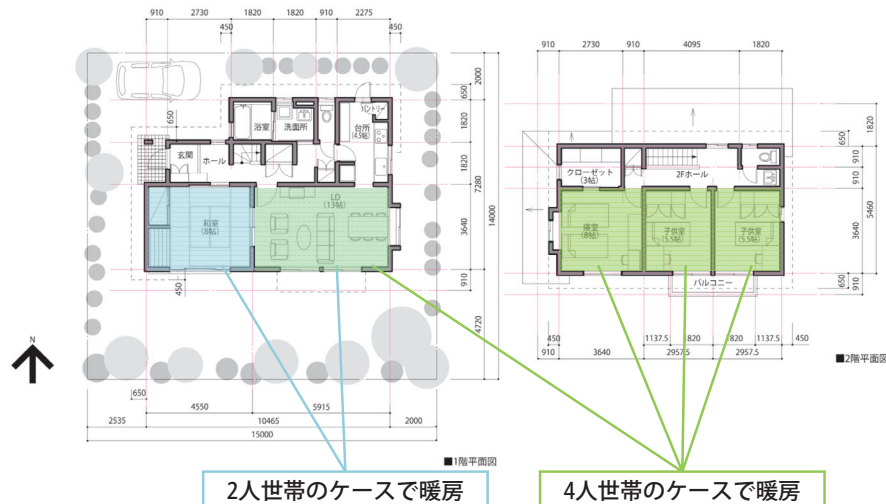 910 2730 1820 1820 910 2275
450 450
2000
650
650
浴室 洗面所
パントリー
台所
(4.5帖)
1820
玄関 ホール
1820
7280
14000
和室
(8帖)
LD
(13帖)
3640
450
910
4720
N
650
4550 5915
2535 10465 2000
15000
■1階平面図
910 2730 910 4095 1820
1820
650
クローゼット
(3帖)
2Fホール
910
910
5460
寝室
(8帖)
子供室
(5.5帖)
子供室
(5.5帖)
3640
バルコニー
650
910
450 1137.5 1820 1820 1137.5 450
910 3640 2957.5 2957.5
■2階平面図
2人世帯のケースで暖房
4人世帯のケースで暖房